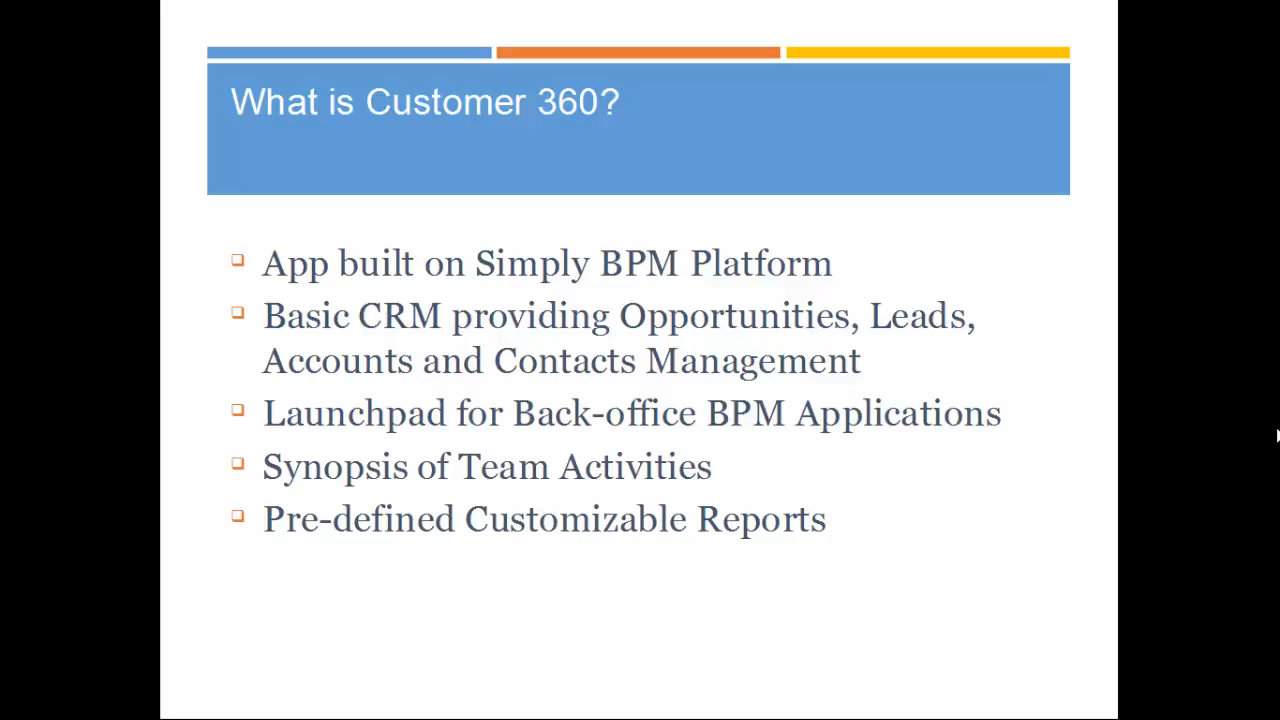 What is Customer 360?
App built on Simply BPM Platform
Basic CRM providing Opportunities, Leads,
Accounts and Contacts Management
Launchpad for Back-office BPM Applications
Synopsis of Team Activities
Pre-defined Customizable Reports